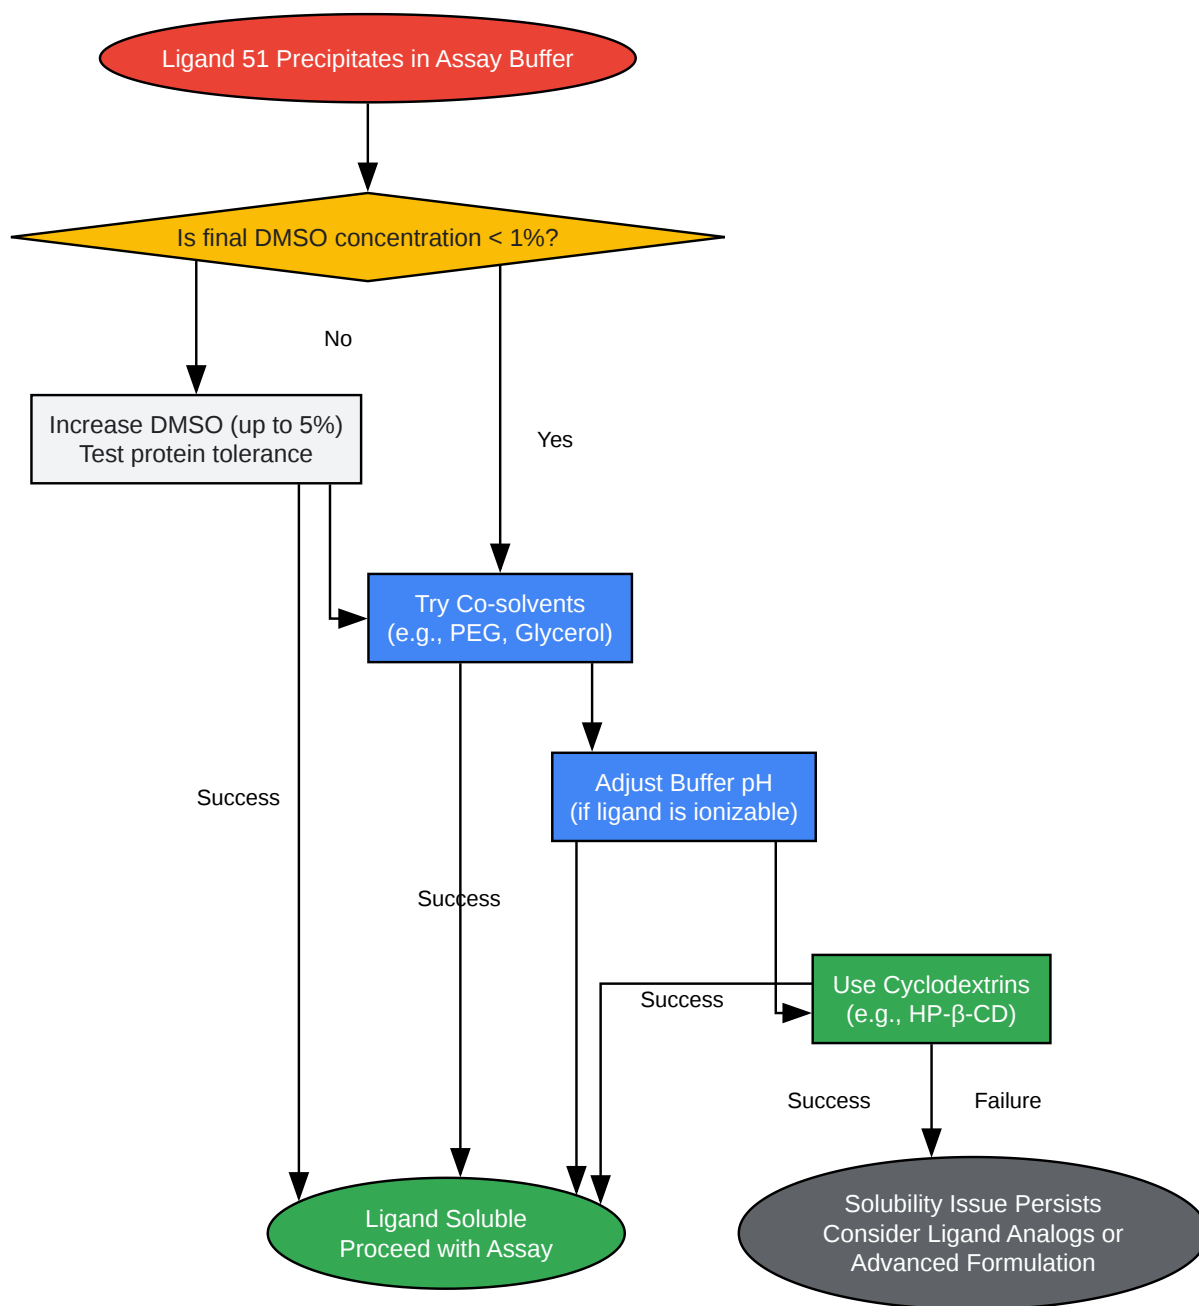 Ligand 51 Precipitates in Assay Buffer
Is final DMSO concentration < 1%?
No
Increase DMSO (up to 5%)
Test protein tolerance
Yes
Try Co-solvents
(e.g., PEG, Glycerol)
Adjust Buffer pH
(if ligand is ionizable)
Success
Success
Use Cyclodextrins
(e.g., HP-β-CD)
Success
Success
Failure
Ligand Soluble
Proceed with Assay
Solubility Issue Persists
Consider Ligand Analogs or
Advanced Formulation